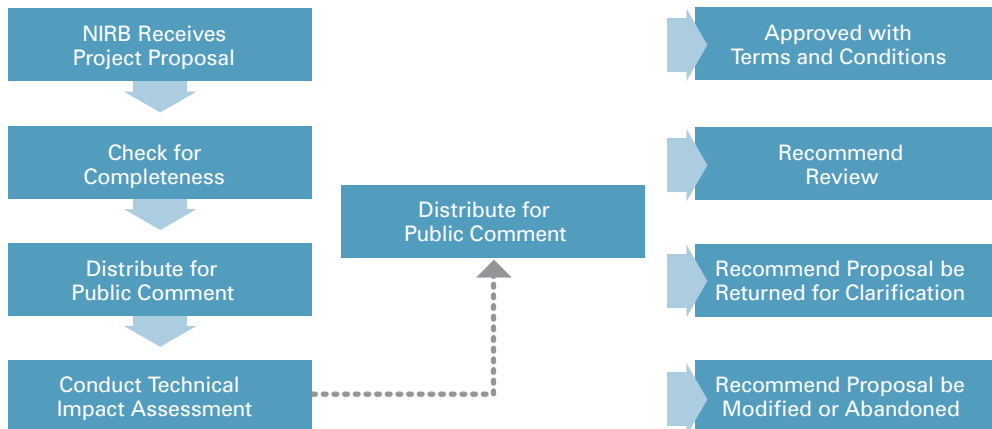 NIRB Receives
Project Proposal
Check for
Completeness
Distribute for
Public Comment
Conduct Technical
Impact Assessment
Distribute for
Public Comment
Approved with
Terms and Conditions
Recommend
Review
Recommend Proposal be
Returned for Clarification
Recommend Proposal be
Modified or Abandoned